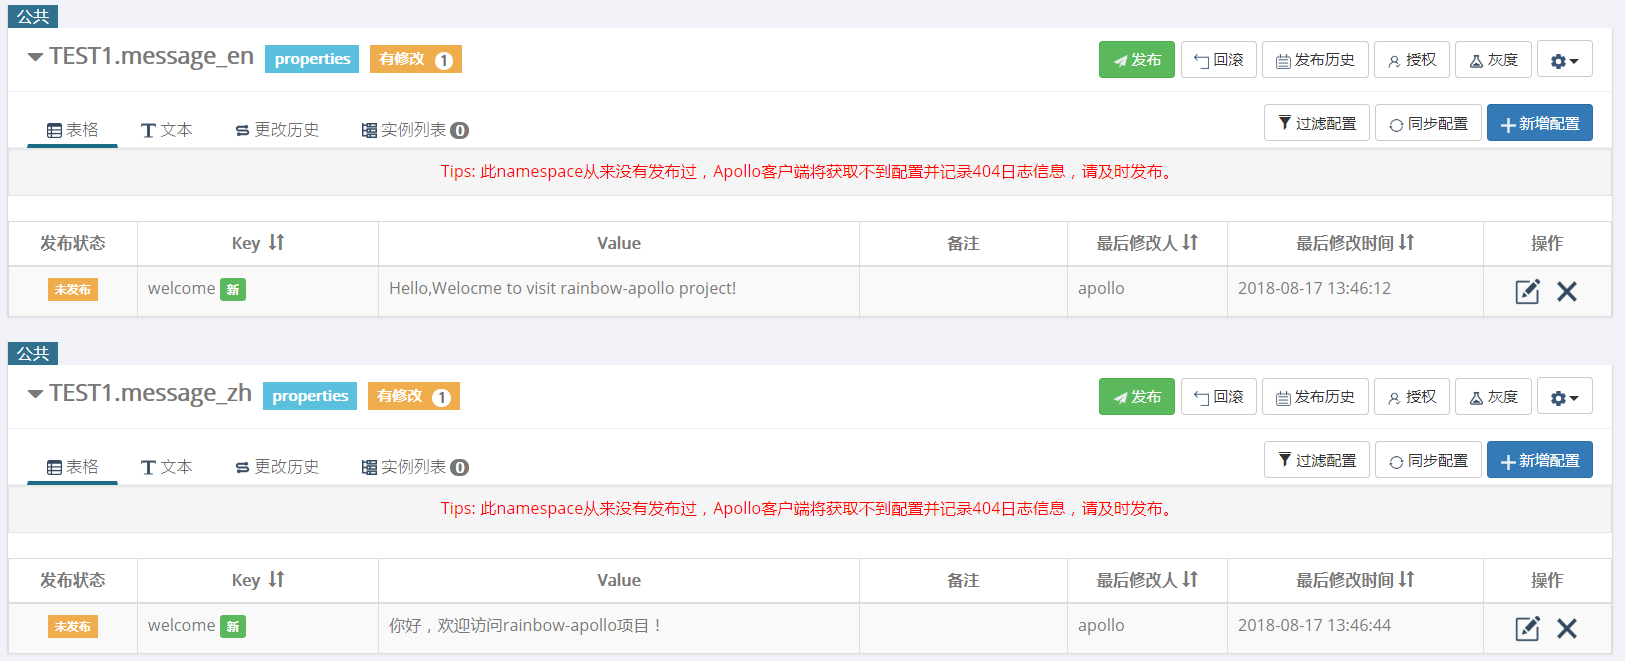 公共
TEST1.message_en properties 有修改 1 发布 回滚 发布历史 授权 灰度
表格 文本 更改历史 实例列表 0 过滤配置 同步配置 新增配置
Tips: 此namespace从来没有发布过，Apollo客户端将获取不到配置并记录404日志信息，请及时发布。
发布状态 Key Value 备注 最后修改人 最后修改时间 操作
未发布 welcome 新 Hello,Welocme to visit rainbow-apollo project! apollo 2018-08-17 13:46:12
公共
TEST1.message_zh properties 有修改 1 发布 回滚 发布历史 授权 灰度
表格 文本 更改历史 实例列表 0 过滤配置 同步配置 新增配置
Tips: 此namespace从来没有发布过，Apollo客户端将获取不到配置并记录404日志信息，请及时发布。
发布状态 Key Value 备注 最后修改人 最后修改时间 操作
未发布 welcome 新 你好，欢迎访问rainbow-apollo项目！ apollo 2018-08-17 13:46:44